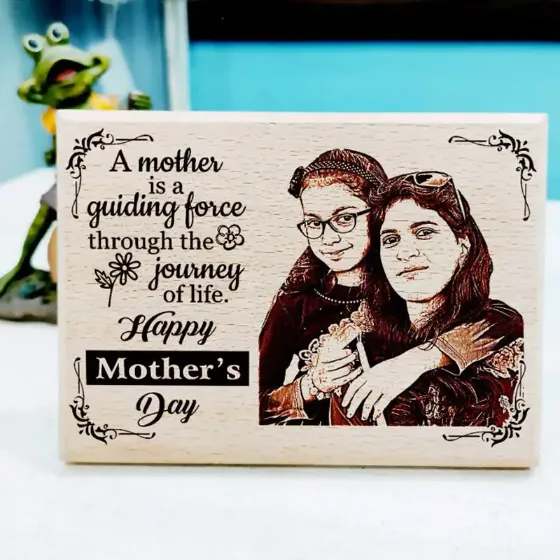 A mother
is a
guiding force
through the
journey
of life.
Happy
Mother's
Day